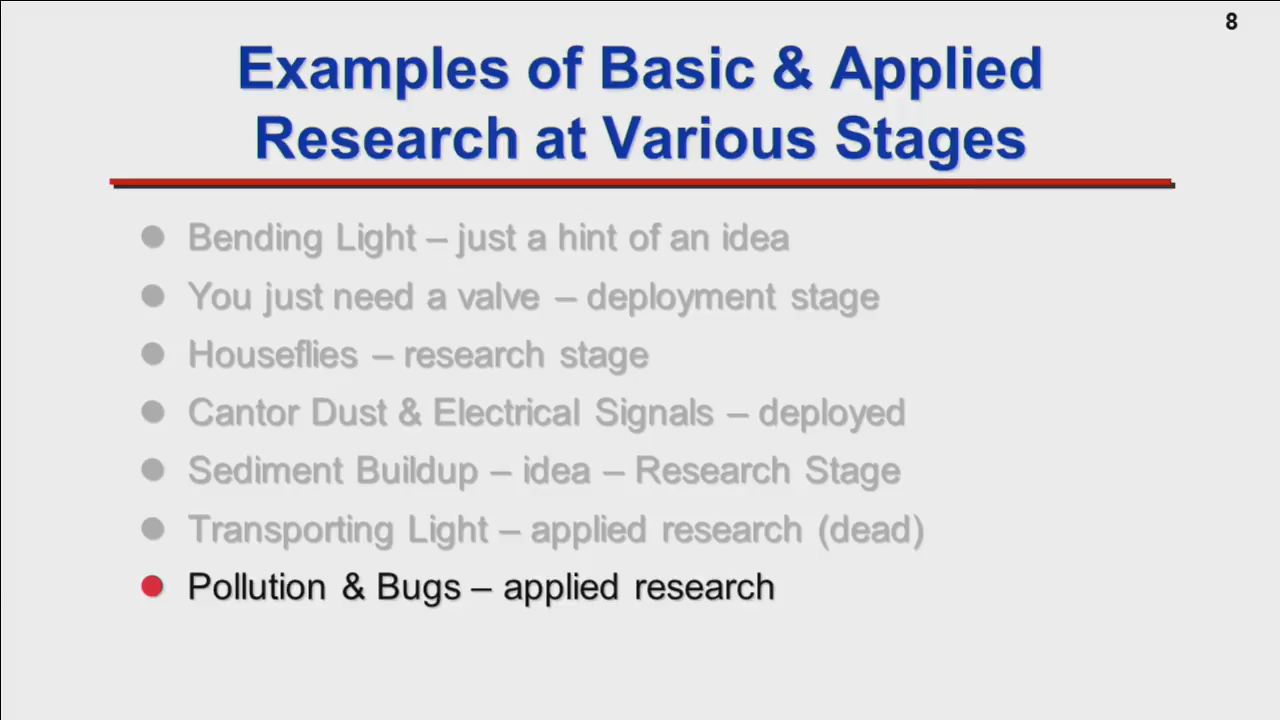 8
Examples of Basic & Applied
Research at Various Stages
Bending Light – just a hint of an idea
You just need a valve – deployment stage
Houseflies – research stage
Cantor Dust & Electrical Signals – deployed
Sediment Buildup – idea – Research Stage
Transporting Light – applied research (dead)
Pollution & Bugs – applied research